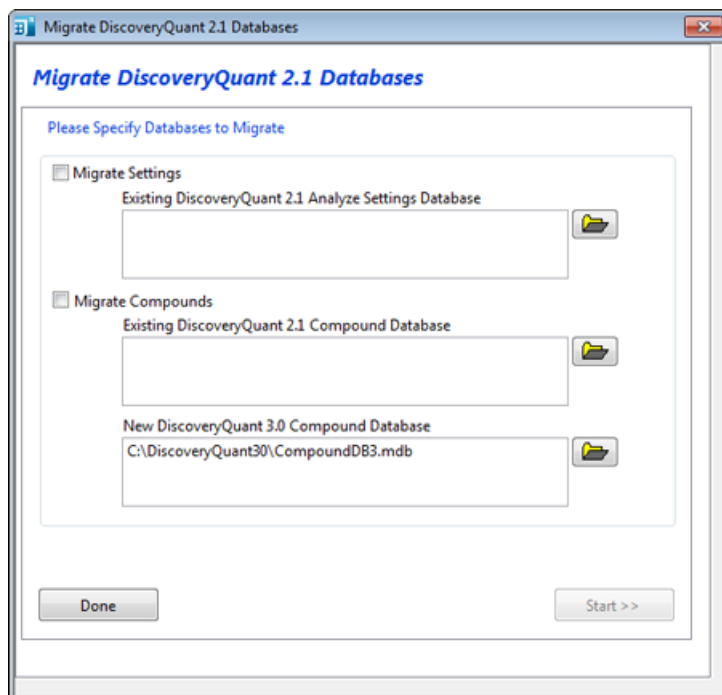 Migrate DiscoveryQuant 2.1 Databases
Migrate DiscoveryQuant 2.1 Databases
Please Specify Databases to Migrate
Migrate Settings
Existing DiscoveryQuant 2.1 Analyze Settings Database
Migrate Compounds
Existing DiscoveryQuant 2.1 Compound Database
New DiscoveryQuant 3.0 Compound Database
C:\DiscoveryQuant30\CompoundDB3.mdb
Done
Start >>